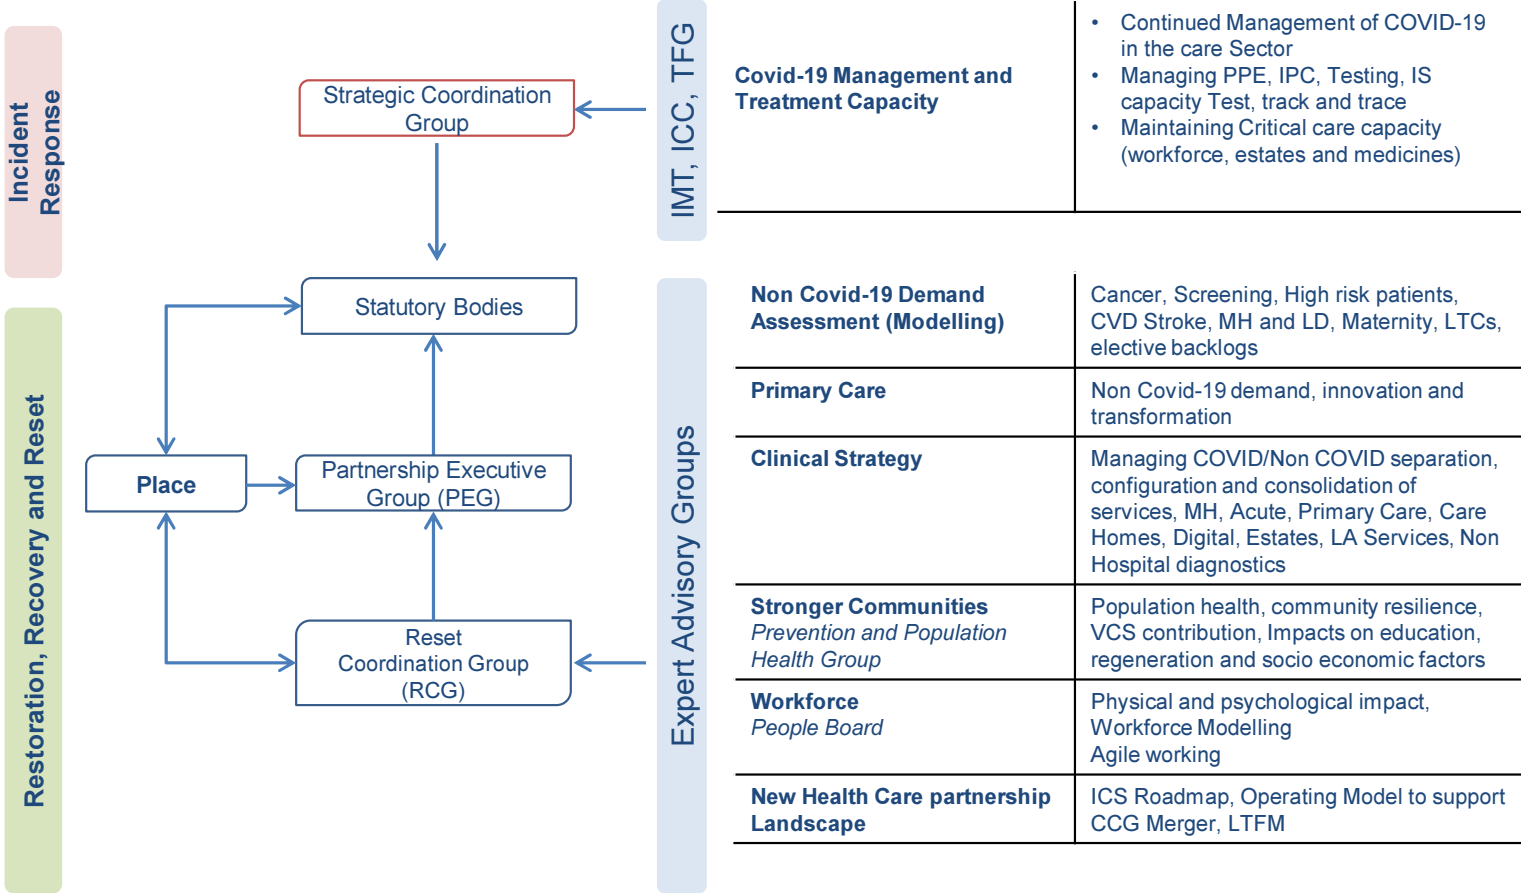 Incident
Response
Strategic Coordination
Group
Statutory Bodies
Restoration, Recovery and Reset
Place
Partnership Executive
Group (PEG)
Reset
Coordination Group
(RCG)
IMT, ICC, TFG
Covid-19 Management and
Treatment Capacity
• Continued Management of COVID-19
in the care Sector
• Managing PPE, IPC, Testing, IS
capacity Test, track and trace
• Maintaining Critical care capacity
(workforce, estates and medicines)
Expert Advisory Groups
Non Covid-19 Demand
Assessment (Modelling)
Cancer, Screening, High risk patients,
CVD Stroke, MH and LD, Maternity, LTCs,
elective backlogs
Primary Care
Non Covid-19 demand, innovation and
transformation
Clinical Strategy
Managing COVID/Non COVID separation,
configuration and consolidation of
services, MH, Acute, Primary Care, Care
Homes, Digital, Estates, LA Services, Non
Hospital diagnostics
Stronger Communities
Prevention and Population
Health Group
Population health, community resilience,
VCS contribution, Impacts on education,
regeneration and socio economic factors
Workforce
People Board
Physical and psychological impact,
Workforce Modelling
Agile working
New Health Care partnership
Landscape
ICS Roadmap, Operating Model to support
CCG Merger, LTFM